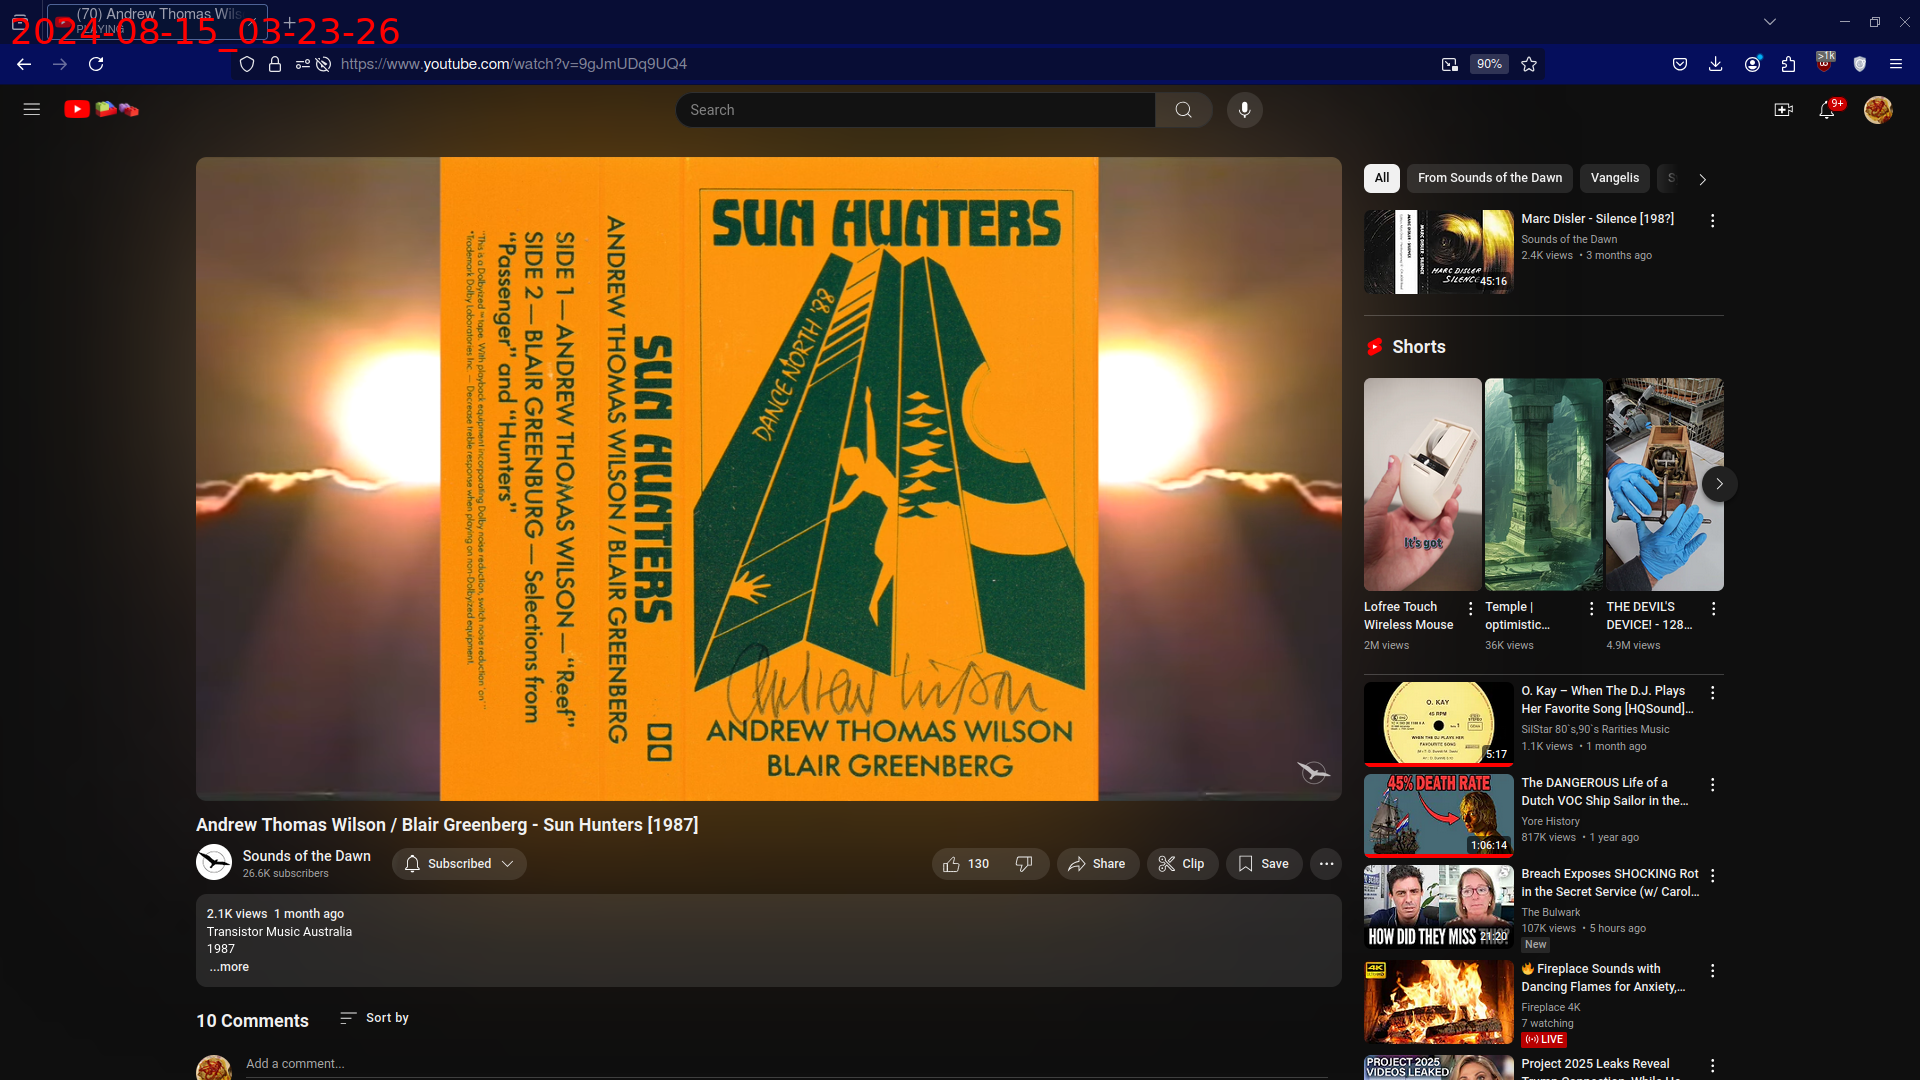 (70) Andrew Thomas Wils
PLAYING
2024-08-15_03-23-26
https://www.youtube.com/watch?v=9gJmUDq9UQ4
90%
>1k
Search
9+
SUN HUNTERS
DANCE NORTH '88
Andrew Wilson
ANDREW THOMAS WILSON
BLAIR GREENBERG
SUN HUNTERS
ANDREW THOMAS WILSON / BLAIR GREENBERG
SIDE 1 — ANDREW THOMAS WILSON — "Reef"
SIDE 2 — BLAIR GREENBURG — Selections from
"Passenger" and "Hunters"
"This is a Dolbyized ™ tape. With playback equipment incorporating Dolby noise reduction, switch noise reduction 'on'
*Trademark Dolby Laboratories Inc. — Decrease treble response when playing on non-Dolbyized equipment.
Andrew Thomas Wilson / Blair Greenberg - Sun Hunters [1987]
Sounds of the Dawn
26.6K subscribers
Subscribed
130
Share
Clip
Save
2.1K views 1 month ago
Transistor Music Australia
1987
...more
10 Comments
Sort by
Add a comment...
All
From Sounds of the Dawn
Vangelis
S
MARC DISLER
SILENCE
45:16
Marc Disler - Silence [198?]
Sounds of the Dawn
2.4K views • 3 months ago
Shorts
It's got
Lofree Touch
Wireless Mouse
2M views
Temple |
optimistic...
36K views
THE DEVIL'S
DEVICE! - 128...
4.9M views
O. KAY
45 RPM
5:17
O. Kay – When The D.J. Plays
Her Favorite Song [HQSound]...
SilStar 80`s,90`s Rarities Music
1.1K views • 1 month ago
45% DEATH RATE
1:06:14
The DANGEROUS Life of a
Dutch VOC Ship Sailor in the...
Yore History
817K views • 1 year ago
HOW DID THEY MISS THIS?
21:20
Breach Exposes SHOCKING Rot
in the Secret Service (w/ Carol...
The Bulwark
107K views • 5 hours ago
New
4K
🔥 Fireplace Sounds with
Dancing Flames for Anxiety,...
Fireplace 4K
7 watching
LIVE
PROJECT 2025
VIDEOS LEAKED
Project 2025 Leaks Reveal